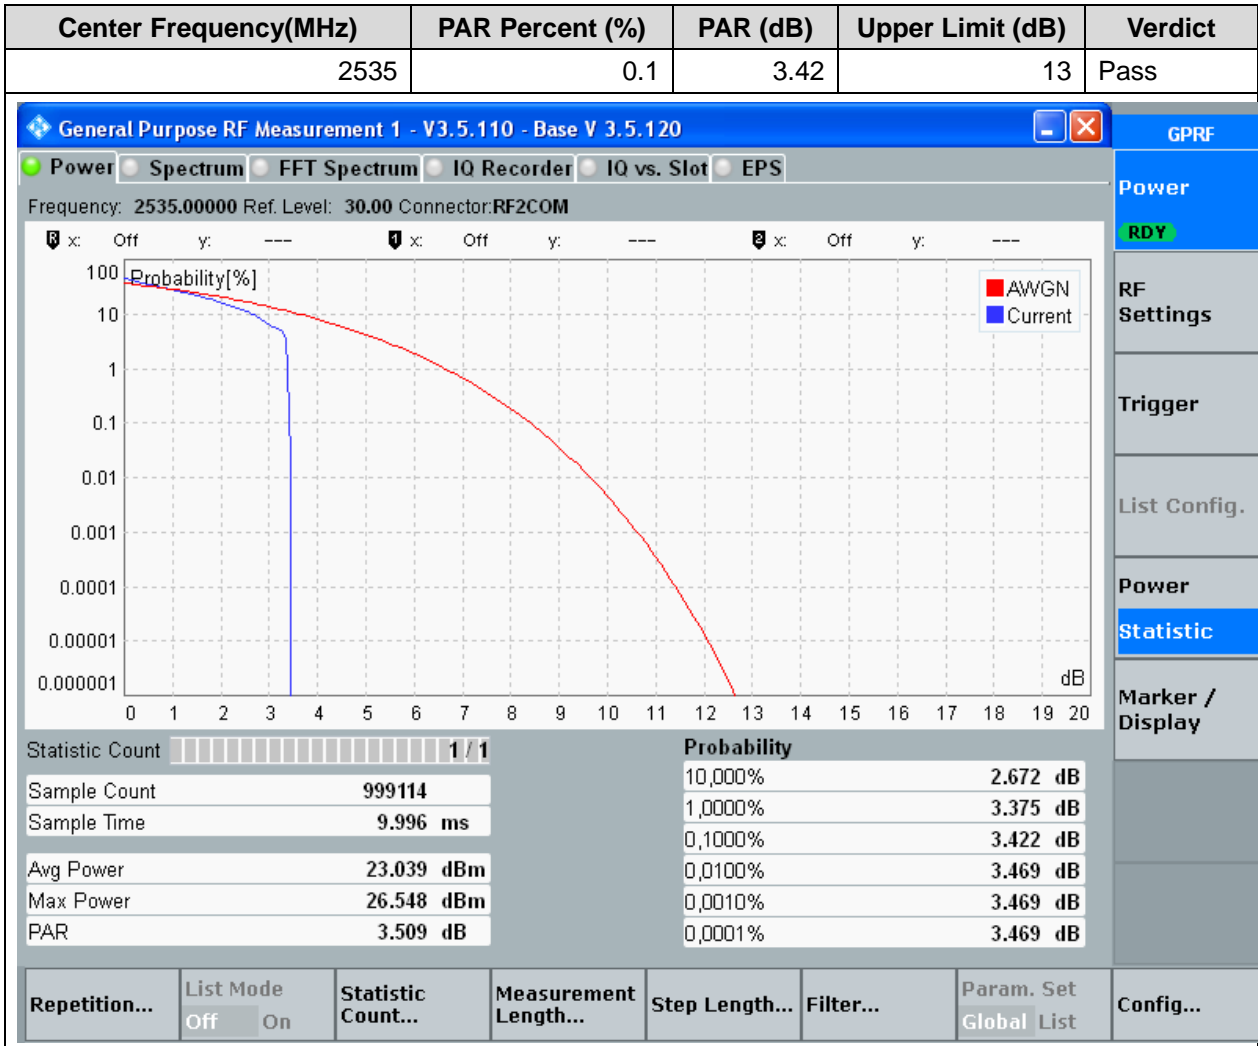 Center Frequency(MHz) PAR Percent (%) PAR (dB) Upper Limit (dB) Verdict
2535 0.1 3.42 13 Pass
General Purpose RF Measurement 1 - V3.5.110 - Base V 3.5.120
GPRF
Power Spectrum FFT Spectrum IQ Recorder IQ vs. Slot EPS
Frequency: 2535.00000 Ref. Level: 30.00 Connector:RF2COM
R x: Off y: --- 1 x: Off y: --- 2 x: Off y: ---
Probability[%]
AWGN
Current
100
10
1
0.1
0.01
0.001
0.0001
0.00001
0.000001
dB
0 1 2 3 4 5 6 7 8 9 10 11 12 13 14 15 16 17 18 19 20
Statistic Count 1 / 1
Sample Count 999114
Sample Time 9.996 ms
Avg Power 23.039 dBm
Max Power 26.548 dBm
PAR 3.509 dB
Probability
10,000% 2.672 dB
1,0000% 3.375 dB
0,1000% 3.422 dB
0,0100% 3.469 dB
0,0010% 3.469 dB
0,0001% 3.469 dB
Power
RDY
RF
Settings
Trigger
List Config.
Power
Statistic
Marker /
Display
Repetition...
List Mode
Off On
Statistic
Count...
Measurement
Length...
Step Length...
Filter...
Param. Set
Global List
Config...